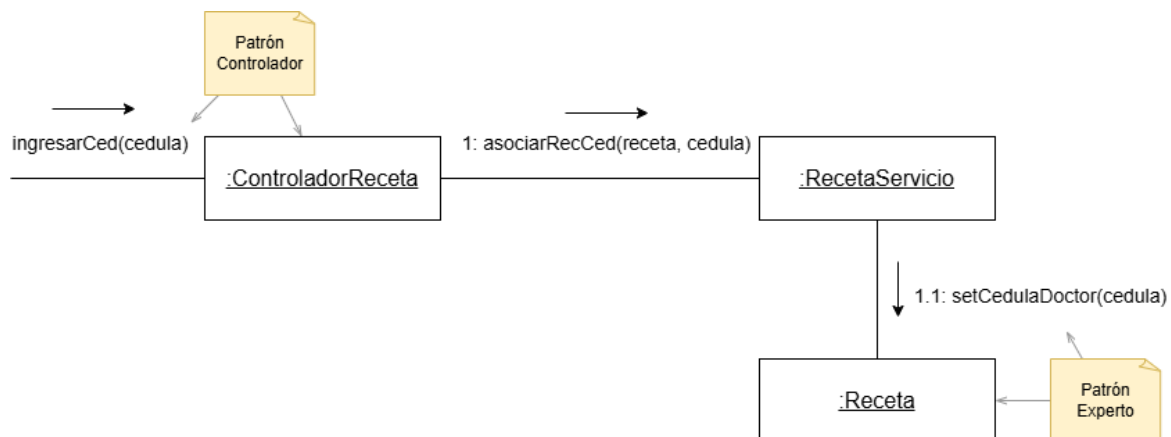 Patrón
Controlador
ingresarCed(cedula)
1: asociarRecCed(receta, cedula)
:ControladorReceta
:RecetaServicio
1.1: setCedulaDoctor(cedula)
:Receta
Patrón
Experto